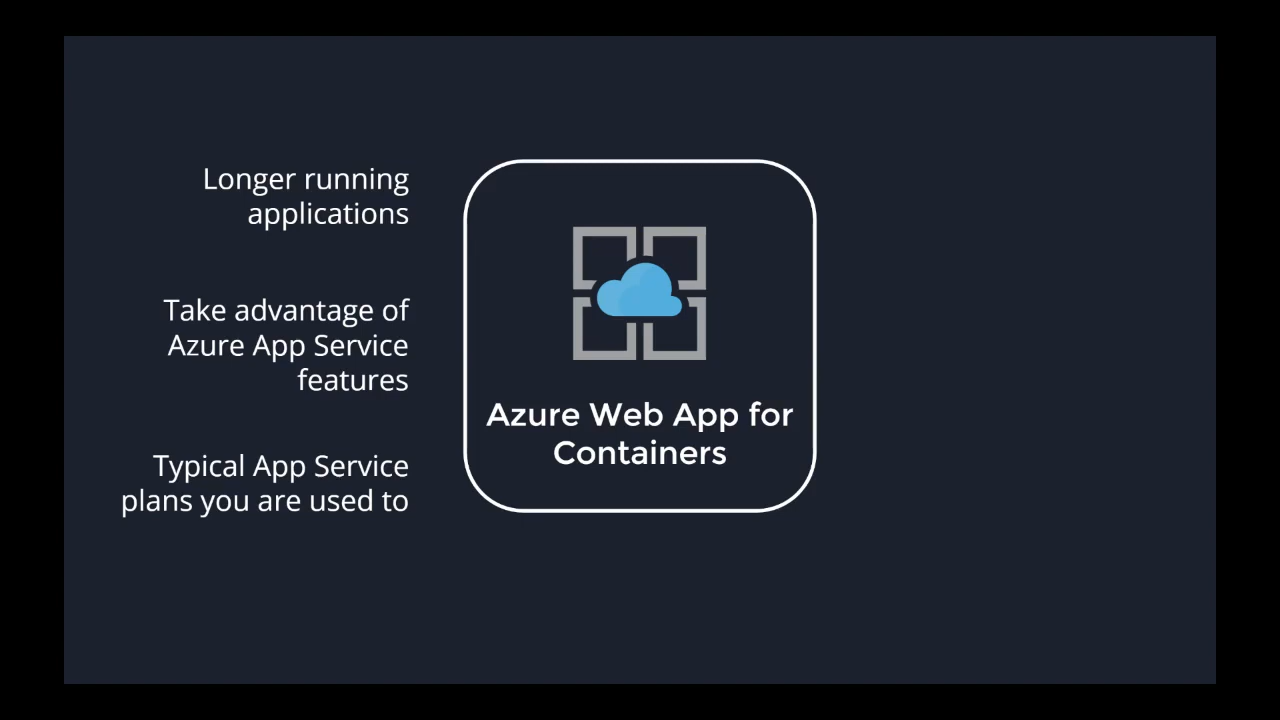 Longer running
applications
Take advantage of
Azure App Service
features
Typical App Service
plans you are used to
Azure Web App for
Containers